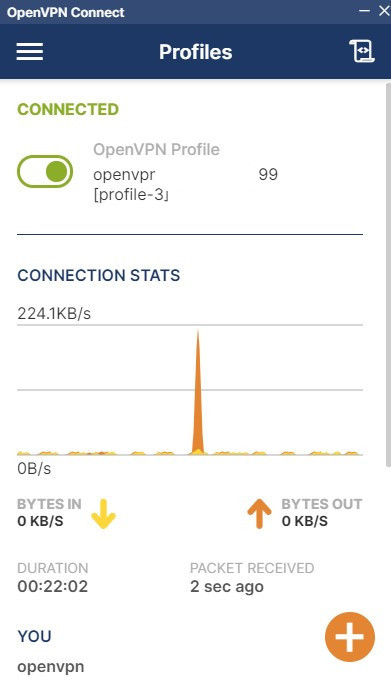 OpenVPN Connect
Profiles
CONNECTED
OpenVPN Profile
openvpr 99
[profile-3]
CONNECTION STATS
224.1KB/s
0B/s
BYTES IN
0 KB/S
BYTES OUT
0 KB/S
DURATION
00:22:02
PACKET RECEIVED
2 sec ago
YOU
openvpn